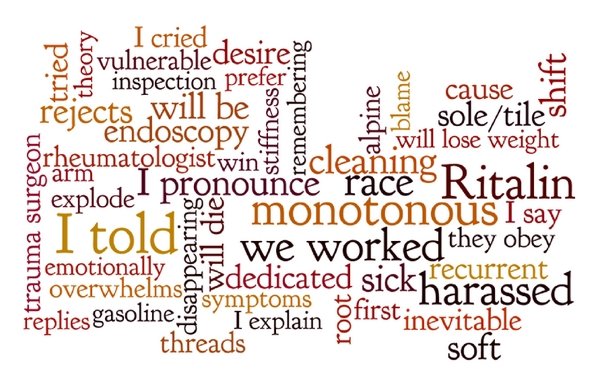 I cried
tried
theory
vulnerable
desire
inspection
prefer
remembering
rejects
will be
stiffness
endoscopy
alpine
blame
cause
shift
sole/tile
will lose weight
trauma surgeon
rheumatologist
win
cleaning
arm
explode
I pronounce
race
Ritalin
monotonous
I say
I told
disappearing
will die
we worked
they obey
emotionally
dedicated
sick
recurrent
overwhelms
symptoms
harassed
replies
gasoline
I explain
root
first
inevitable
threads
soft